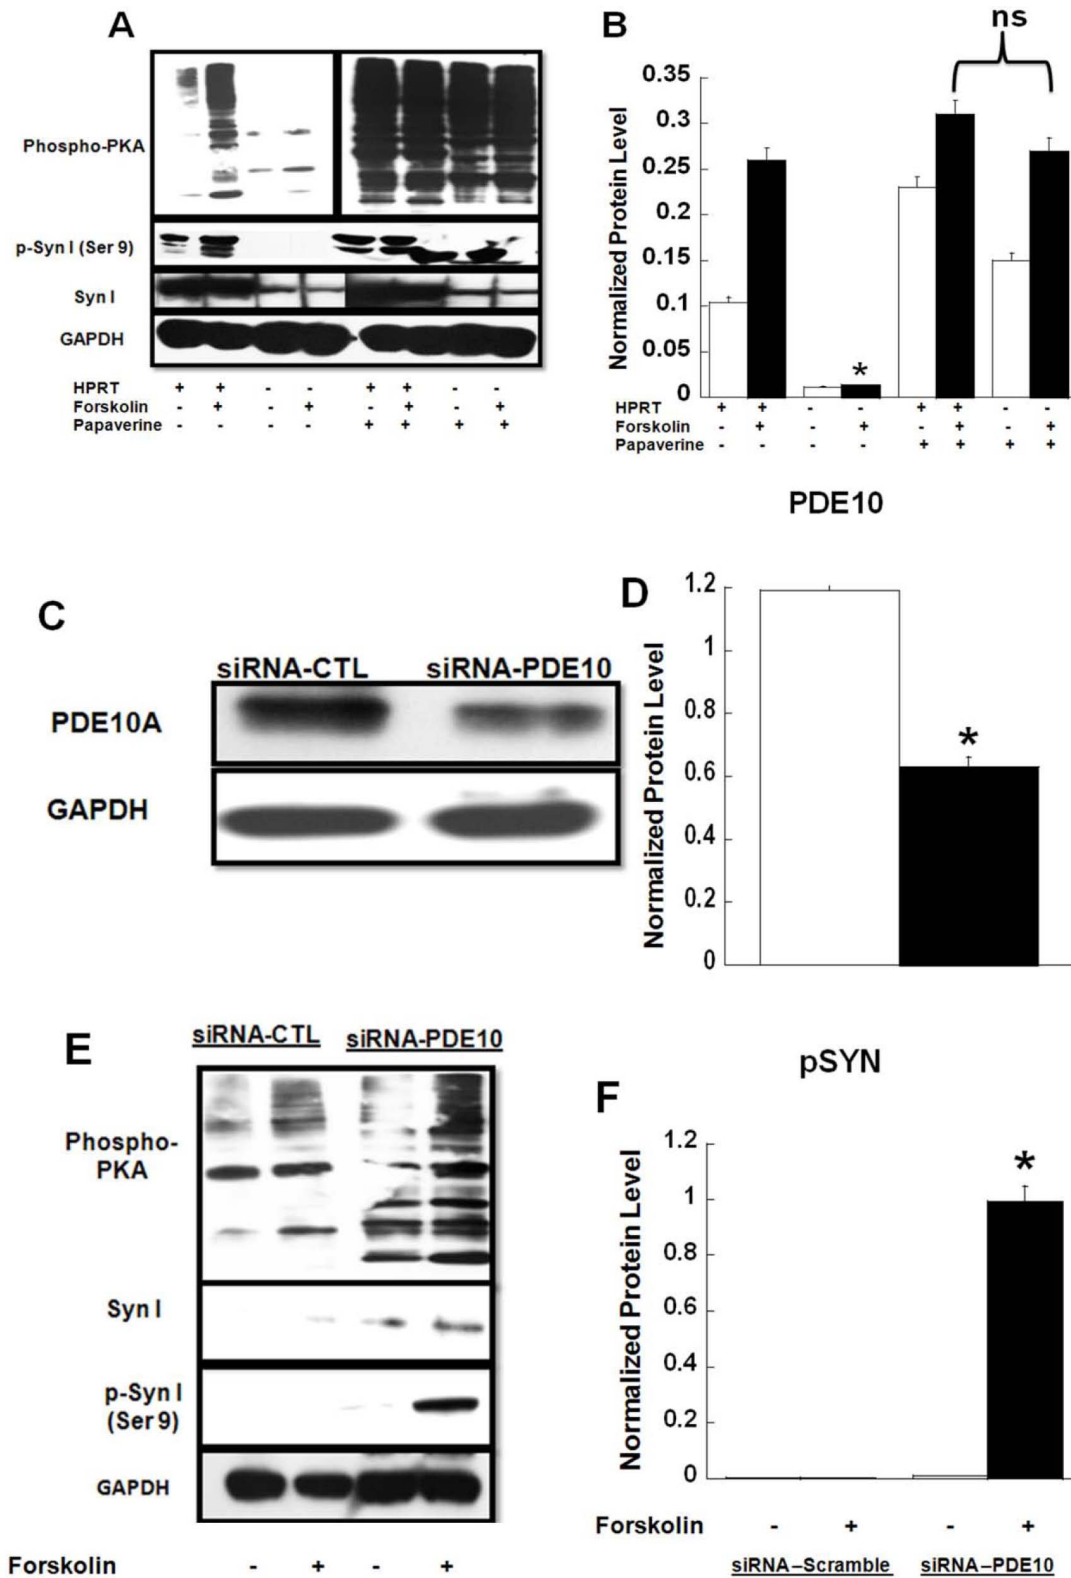 A
Phospho-PKA
p-Syn I (Ser 9)
Syn I
GAPDH
HPRT + + - - + + - -
Forskolin - + - + - + - +
Papaverine - - - - + + + +
B
ns
Normalized Protein Level
0.35
0.3
0.25
0.2
0.15
0.1
0.05
0
*
HPRT + + - - + + - -
Forskolin - + - + - + - +
Papaverine - - - - + + + +
C
siRNA-CTL siRNA-PDE10
PDE10A
GAPDH
PDE10
D
Normalized Protein Level
1.2
1
0.8
0.6
0.4
0.2
0
*
E
siRNA-CTL siRNA-PDE10
Phospho-
PKA
Syn I
p-Syn I
(Ser 9)
GAPDH
Forskolin - + - +
pSYN
F
Normalized Protein Level
1.2
1
0.8
0.6
0.4
0.2
0
*
Forskolin - + - +
siRNA–Scramble siRNA–PDE10